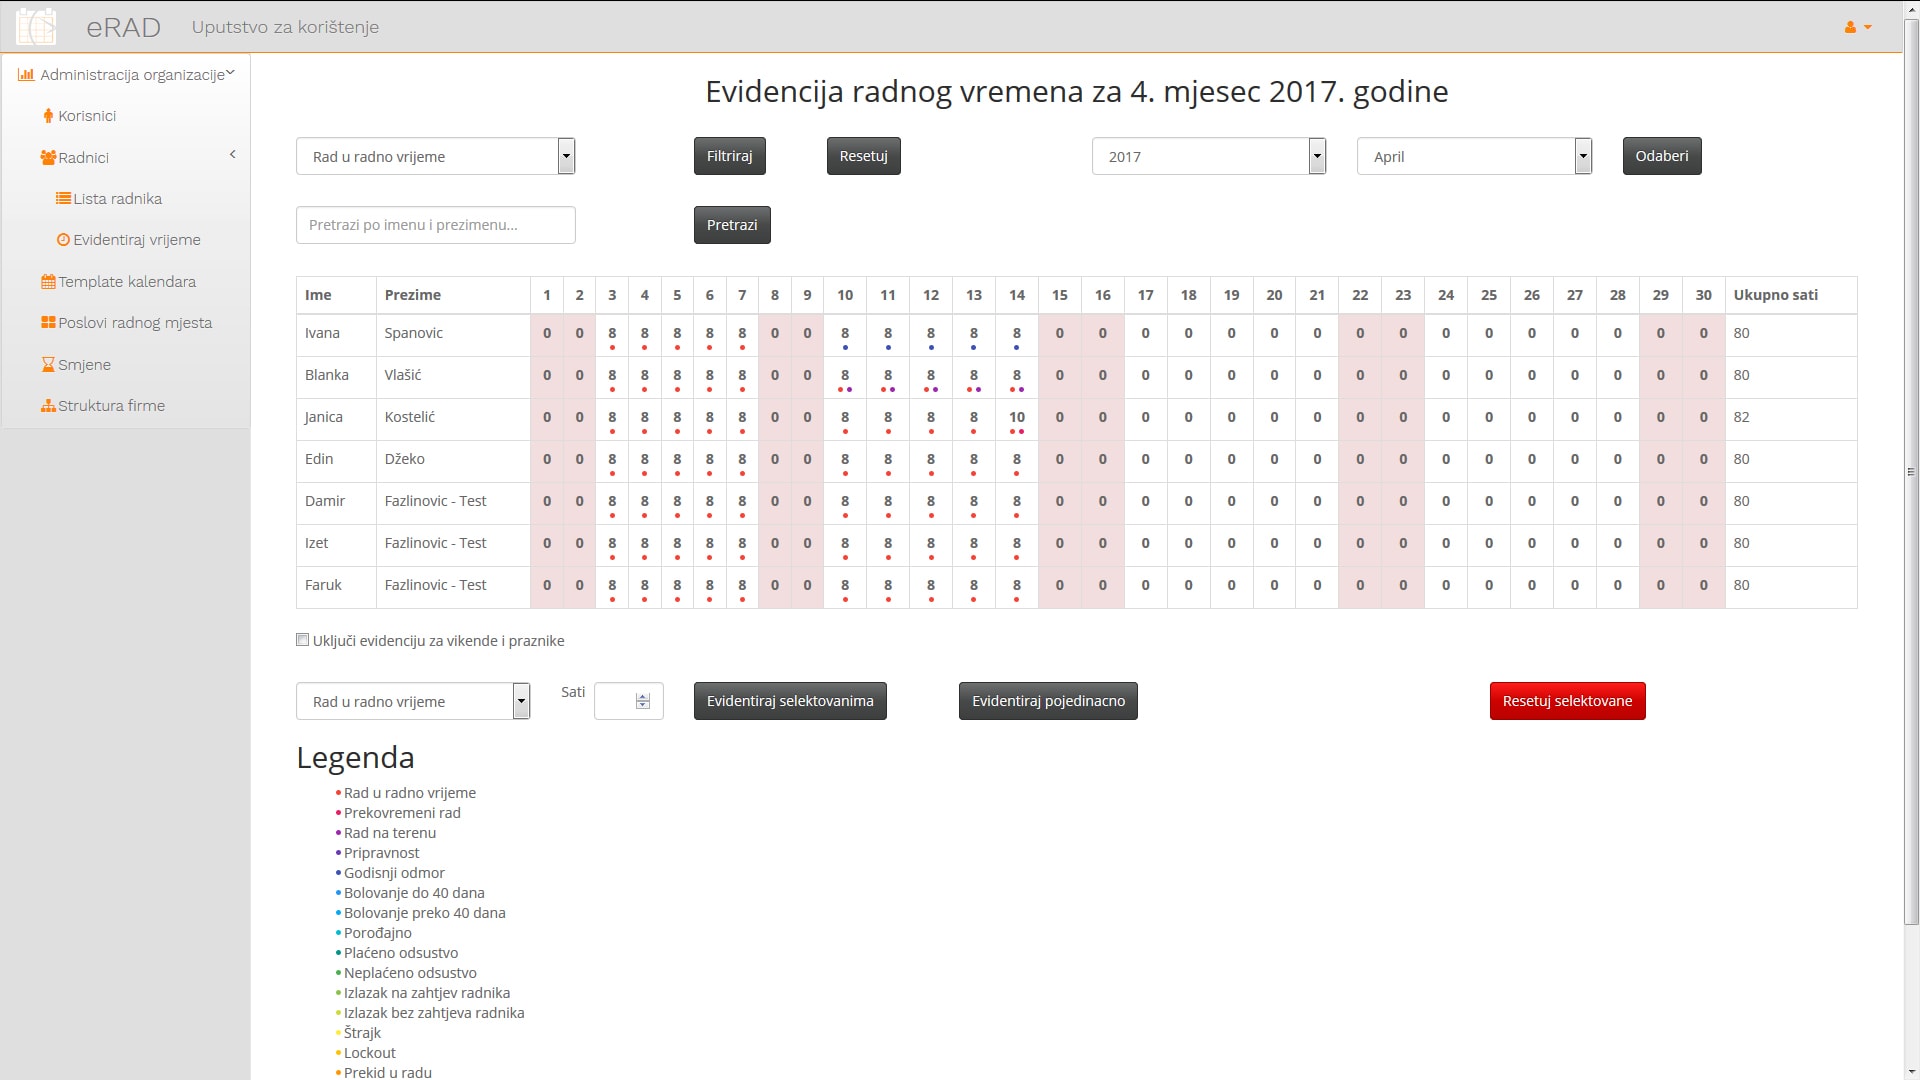 eRAD Uputstvo za korištenje
Administracija organizacije
Korisnici
Radnici
Lista radnika
Evidentiraj vrijeme
Template kalendara
Poslovi radnog mjesta
Smjene
Struktura firme
Evidencija radnog vremena za 4. mjesec 2017. godine
Rad u radno vrijeme Filtriraj Resetuj 2017 April Odaberi
Pretrazi po imenu i prezimenu... Pretrazi
Ime Prezime 1 2 3 4 5 6 7 8 9 10 11 12 13 14 15 16 17 18 19 20 21 22 23 24 25 26 27 28 29 30 Ukupno sati
Ivana Spanovic 0 0 8 8 8 8 8 0 0 8 8 8 8 8 0 0 0 0 0 0 0 0 0 0 0 0 0 0 0 0 80
Blanka Vlašić 0 0 8 8 8 8 8 0 0 8 8 8 8 8 0 0 0 0 0 0 0 0 0 0 0 0 0 0 0 0 80
Janica Kostelić 0 0 8 8 8 8 8 0 0 8 8 8 8 10 0 0 0 0 0 0 0 0 0 0 0 0 0 0 0 0 82
Edin Džeko 0 0 8 8 8 8 8 0 0 8 8 8 8 8 0 0 0 0 0 0 0 0 0 0 0 0 0 0 0 0 80
Damir Fazlinovic - Test 0 0 8 8 8 8 8 0 0 8 8 8 8 8 0 0 0 0 0 0 0 0 0 0 0 0 0 0 0 0 80
Izet Fazlinovic - Test 0 0 8 8 8 8 8 0 0 8 8 8 8 8 0 0 0 0 0 0 0 0 0 0 0 0 0 0 0 0 80
Faruk Fazlinovic - Test 0 0 8 8 8 8 8 0 0 8 8 8 8 8 0 0 0 0 0 0 0 0 0 0 0 0 0 0 0 0 80
Uključi evidenciju za vikende i praznike
Rad u radno vrijeme Sati Evidentiraj selektovanima Evidentiraj pojedinacno Resetuj selektovane
Legenda
Rad u radno vrijeme
Prekovremeni rad
Rad na terenu
Pripravnost
Godisnji odmor
Bolovanje do 40 dana
Bolovanje preko 40 dana
Porođajno
Plaćeno odsustvo
Neplaćeno odsustvo
Izlazak na zahtjev radnika
Izlazak bez zahtjeva radnika
Štrajk
Lockout
Prekid u radu